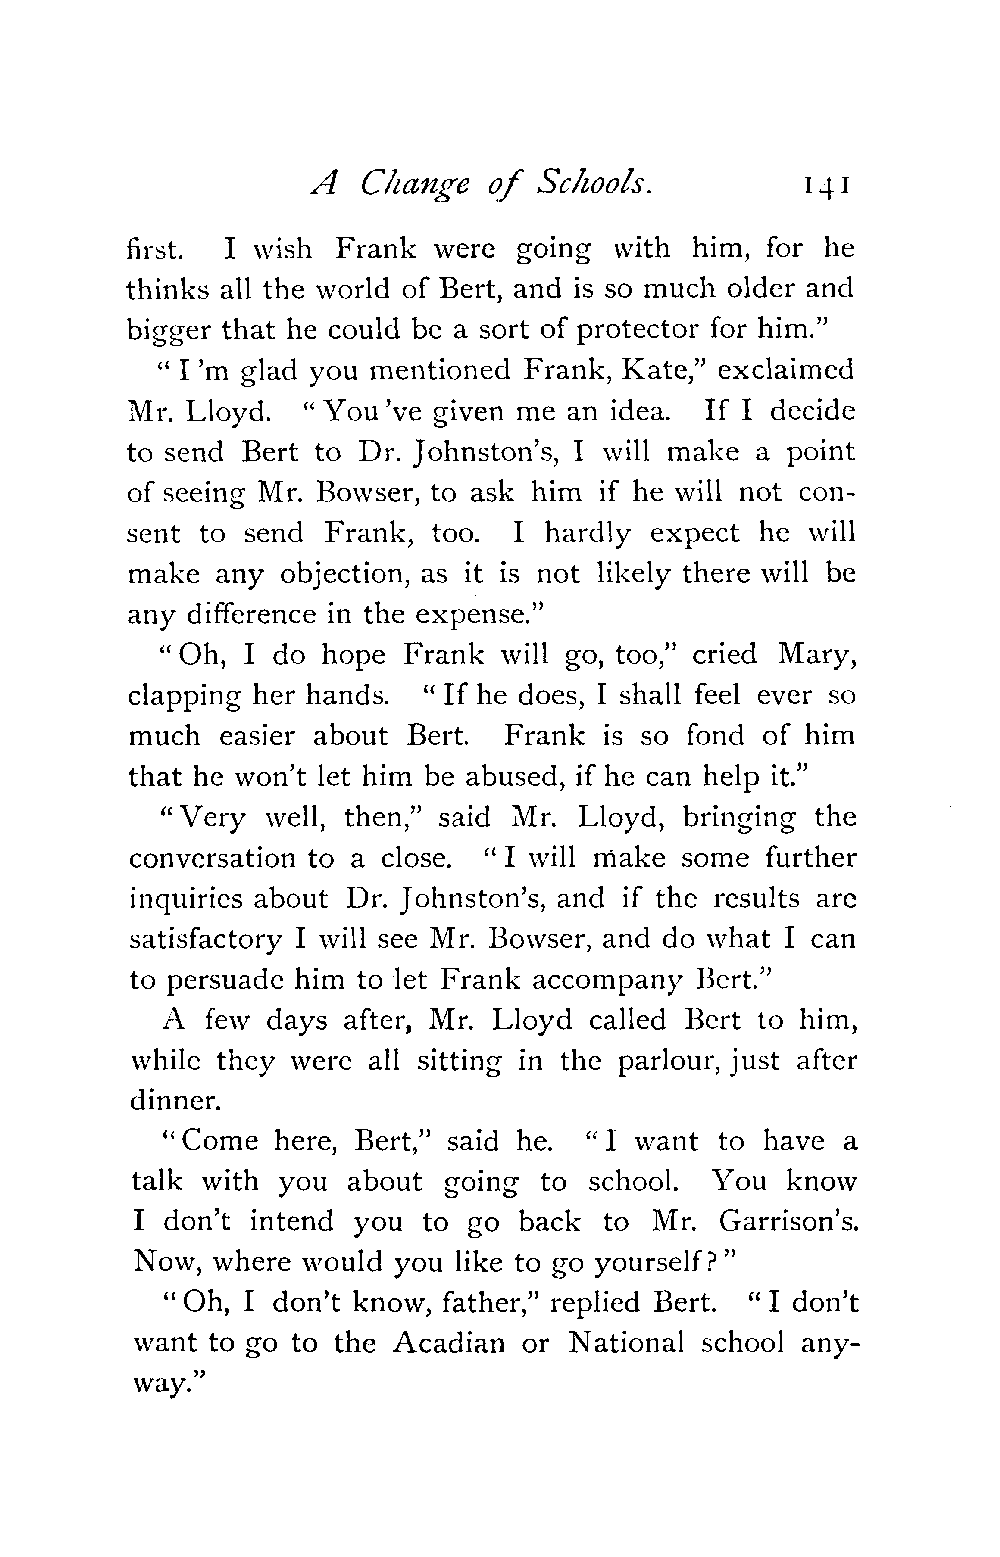 A Change of Schools. 141
first. I wish Frank were going with him, for he
thinks all the world of Bert, and is so much older and
bigger that he could be a sort of protector for him.”
“ I ’m glad you mentioned Frank, Kate,” exclaimed
Mr. Lloyd. “ You ’ve given me an idea. If I decide
to send Bert to Dr. Johnston’s, I will make a point
of seeing Mr. Bowser, to ask him if he will not con-
sent to send Frank, too. I hardly expect he will
make any objection, as it is not likely there will be
any difference in the expense.”
“ Oh, I do hope Frank will go, too,” cried Mary,
clapping her hands. “ If he does, I shall feel ever so
much easier about Bert. Frank is so fond of him
that he won’t let him be abused, if he can help it.”
“ Very well, then,” said Mr. Lloyd, bringing the
conversation to a close. “ I will make some further
inquiries about Dr. Johnston’s, and if the results are
satisfactory I will see Mr. Bowser, and do what I can
to persuade him to let Frank accompany Bert.”
A few days after, Mr. Lloyd called Bert to him,
while they were all sitting in the parlour, just after
dinner.
“ Come here, Bert,” said he. “ I want to have a
talk with you about going to school. You know
I don’t intend you to go back to Mr. Garrison’s.
Now, where would you like to go yourself? ”
“ Oh, I don’t know, father,” replied Bert. “ I don’t
want to go to the Acadian or National school any-
way.”